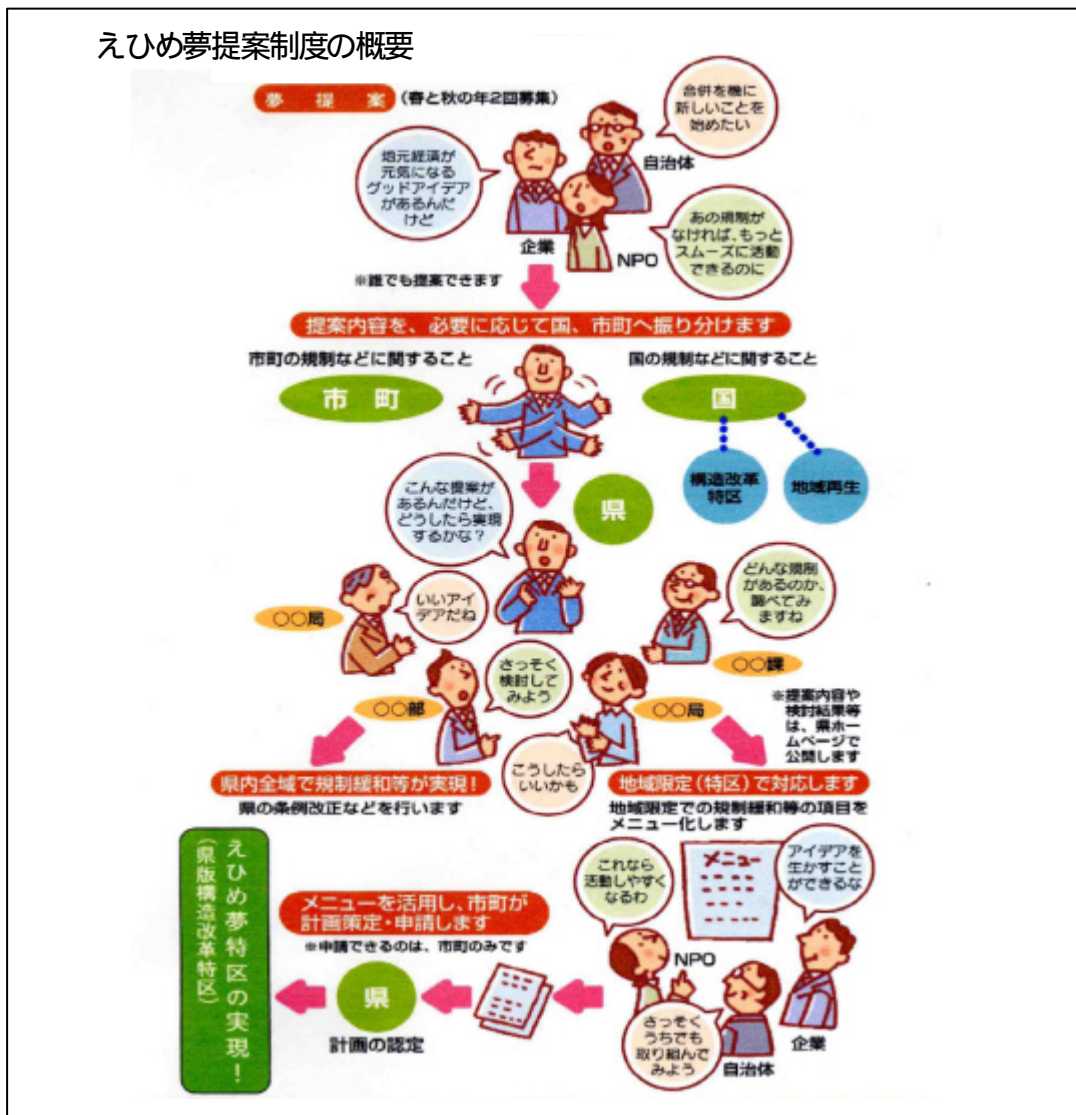 えひめ夢提案制度の概要
夢提案
(春と秋の年2回募集)
合併を機に
新しいことを
始めたい
自治体
地元経済が
元気になる
グッドアイデア
があるんだ
けど
企業
NPO
あの規制が
なければ、もっと
スムーズに活動
できるのに
※誰でも提案できます
提案内容を、必要に応じて国、市町へ振り分けます
市町の規制などに関すること
国の規制などに関すること
市町
国
構造改革
特区
地域再生
こんな提案が
あるんだけど、
どうしたら実現
するかな?
県
いいアイ
デアだね
○○局
どんな規制
があるのか、
調べてみ
ますね
○○課
さっそく
検討して
みよう
○○部
○○局
※提案内容や
検討結果等
は、県ホー
ムページで
公開します
こうしたら
いいかも
県内全域で規制緩和等が実現!
県の条例改正などを行います
地域限定(特区)で対応します
地域限定での規制緩和等の項目を
メニュー化します
メニュー
これなら
活動しやすく
なるわ
アイデアを
生かすこと
ができるな
NPO
さっそく
うちでも
取り組んで
みよう
自治体
企業
メニューを活用し、市町が
計画策定・申請します
※申請できるのは、市町のみです
県
計画の認定
えひめ夢特区の実現!
(県版構造改革特区)